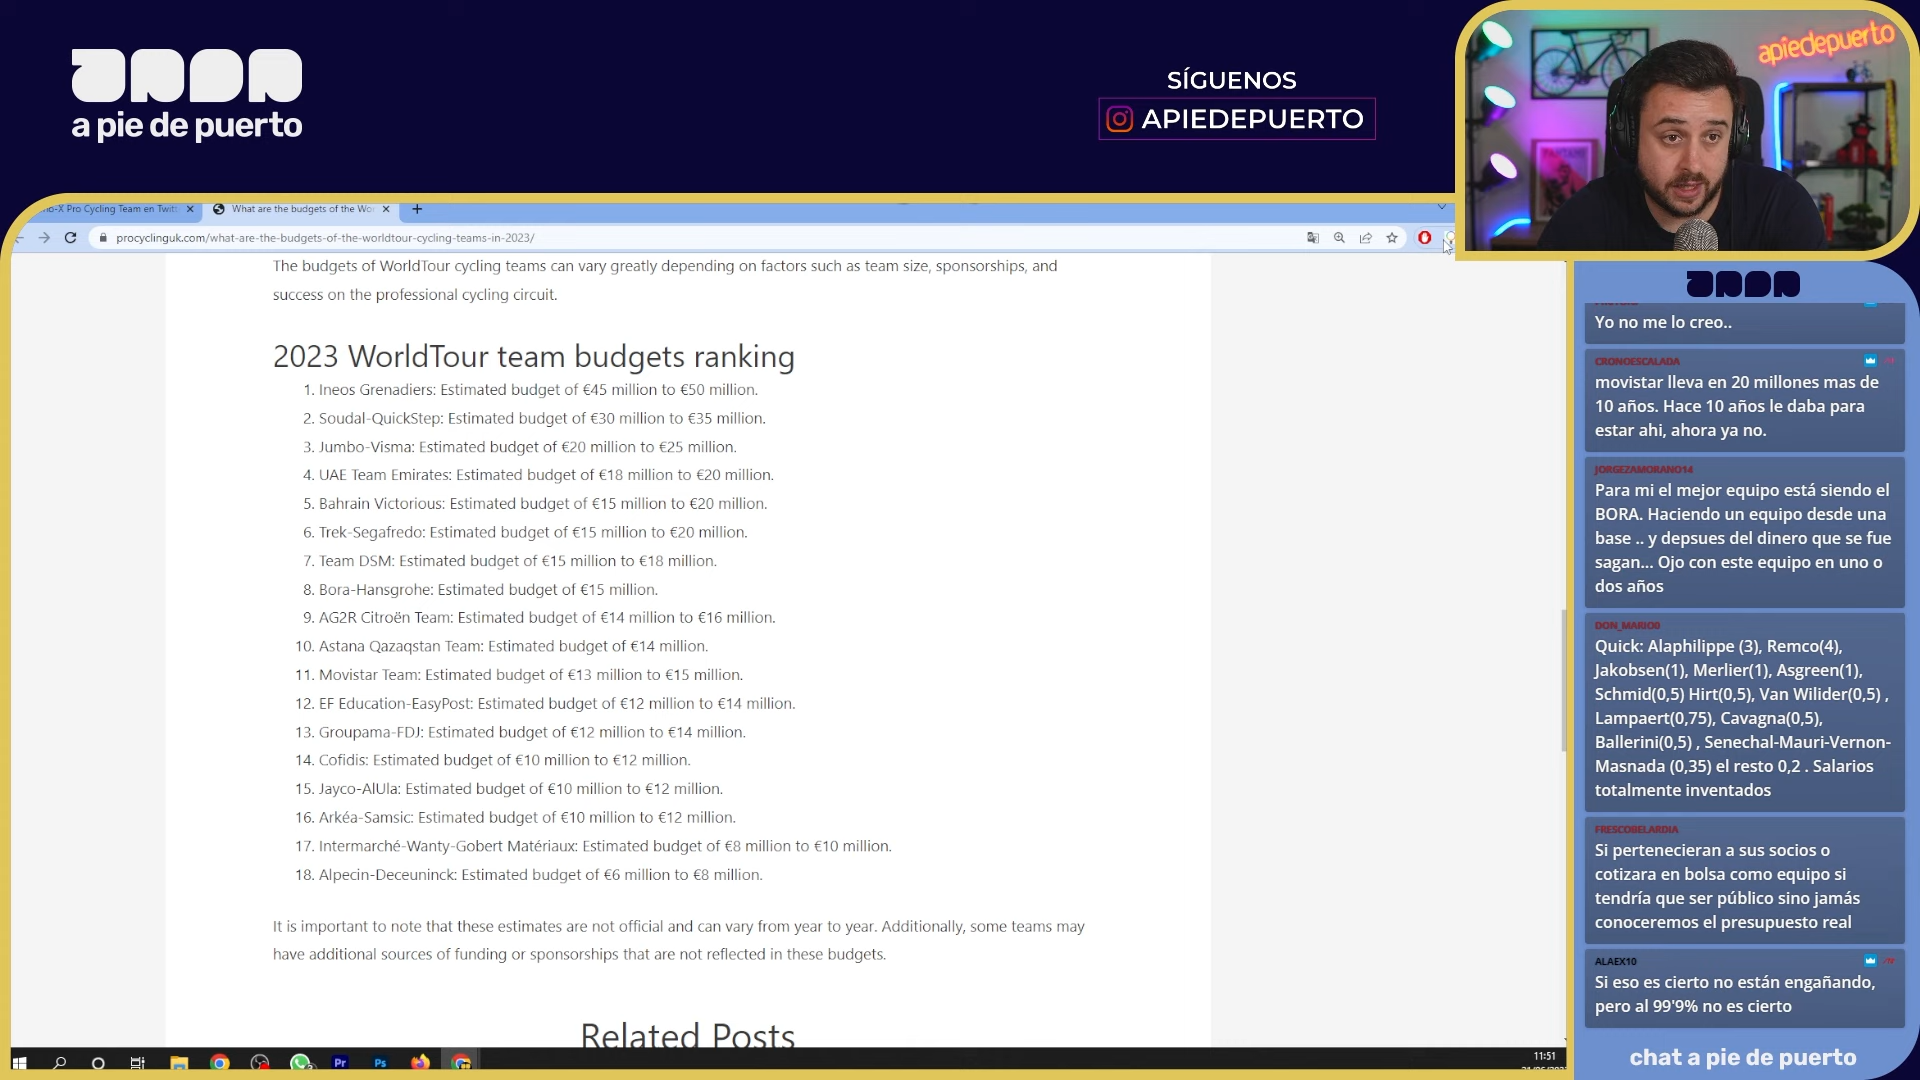 a pie de puerto
SÍGUENOS
APIEDEPUERTO
apiedepuerto
o-X Pro Cycling Team en Twitt
What are the budgets of the Wo
procyclinguk.com/what-are-the-budgets-of-the-worldtour-cycling-teams-in-2023/
The budgets of WorldTour cycling teams can vary greatly depending on factors such as team size, sponsorships, and
success on the professional cycling circuit.
2023 WorldTour team budgets ranking
1. Ineos Grenadiers: Estimated budget of €45 million to €50 million.
2. Soudal-QuickStep: Estimated budget of €30 million to €35 million.
3. Jumbo-Visma: Estimated budget of €20 million to €25 million.
4. UAE Team Emirates: Estimated budget of €18 million to €20 million.
5. Bahrain Victorious: Estimated budget of €15 million to €20 million.
6. Trek-Segafredo: Estimated budget of €15 million to €20 million.
7. Team DSM: Estimated budget of €15 million to €18 million.
8. Bora-Hansgrohe: Estimated budget of €15 million.
9. AG2R Citroën Team: Estimated budget of €14 million to €16 million.
10. Astana Qazaqstan Team: Estimated budget of €14 million.
11. Movistar Team: Estimated budget of €13 million to €15 million.
12. EF Education-EasyPost: Estimated budget of €12 million to €14 million.
13. Groupama-FDJ: Estimated budget of €12 million to €14 million.
14. Cofidis: Estimated budget of €10 million to €12 million.
15. Jayco-AlUla: Estimated budget of €10 million to €12 million.
16. Arkéa-Samsic: Estimated budget of €10 million to €12 million.
17. Intermarché-Wanty-Gobert Matériaux: Estimated budget of €8 million to €10 million.
18. Alpecin-Deceuninck: Estimated budget of €6 million to €8 million.
It is important to note that these estimates are not official and can vary from year to year. Additionally, some teams may
have additional sources of funding or sponsorships that are not reflected in these budgets.
Related Posts
Pr
Ps
11:51
Yo no me lo creo..
CRONOESCALADA
movistar lleva en 20 millones mas de
10 años. Hace 10 años le daba para
estar ahi, ahora ya no.
JORGEZAMORANO14
Para mi el mejor equipo está siendo el
BORA. Haciendo un equipo desde una
base .. y depsues del dinero que se fue
sagan... Ojo con este equipo en uno o
dos años
DON_MARIO0
Quick: Alaphilippe (3), Remco(4),
Jakobsen(1), Merlier(1), Asgreen(1),
Schmid(0,5) Hirt(0,5), Van Wilider(0,5) ,
Lampaert(0,75), Cavagna(0,5),
Ballerini(0,5) , Senechal-Mauri-Vernon-
Masnada (0,35) el resto 0,2 . Salarios
totalmente inventados
FRESCOBELARDIA
Si pertenecieran a sus socios o
cotizara en bolsa como equipo si
tendría que ser público sino jamás
conoceremos el presupuesto real
ALAEX10
Si eso es cierto no están engañando,
pero al 99'9% no es cierto
chat a pie de puerto